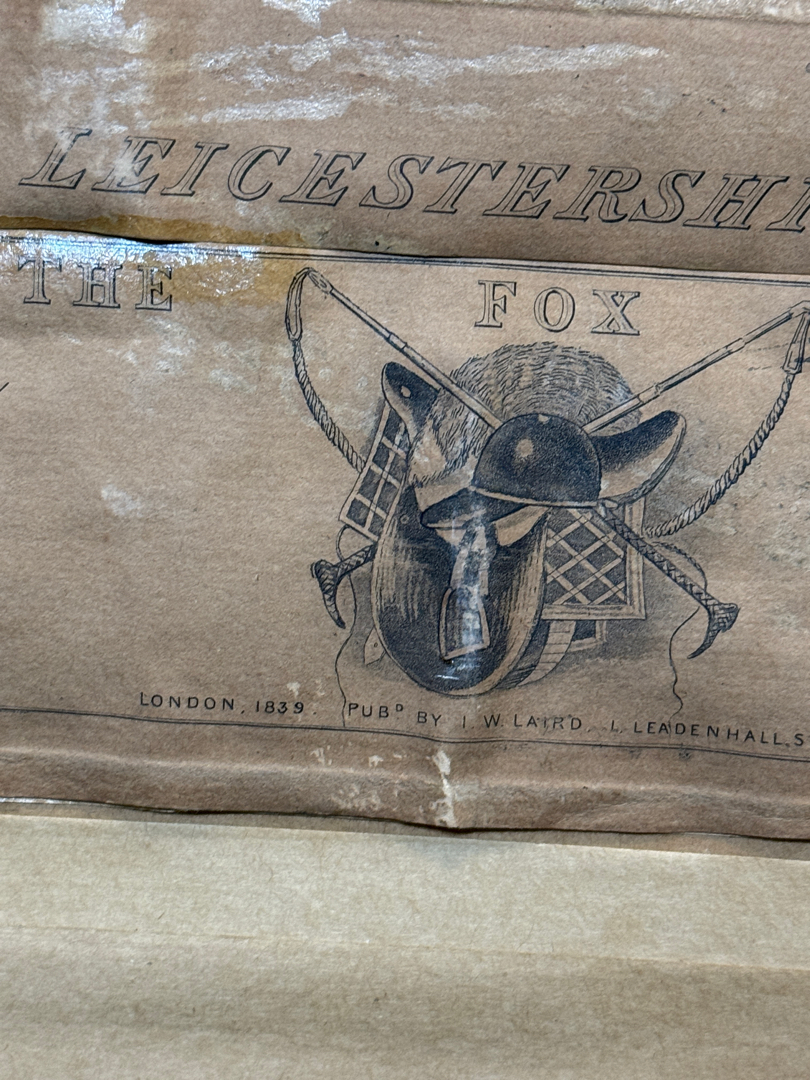 LEICESTERSHI
THE FOX
LONDON, 1839. PUBᴰ BY I. W. LAIRD, 1, LEADENHALL, S